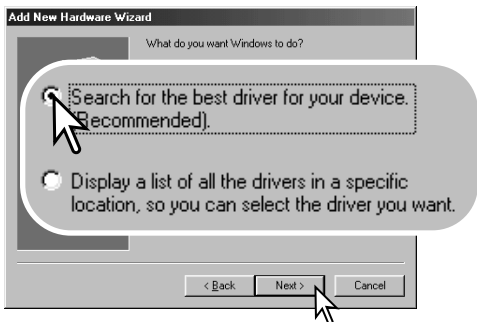 Add New Hardware Wizard
What do you want Windows to do?
Search for the best driver for your device.
(Recommended).
Display a list of all the drivers in a specific
location, so you can select the driver you want.
< Back
Next >
Cancel